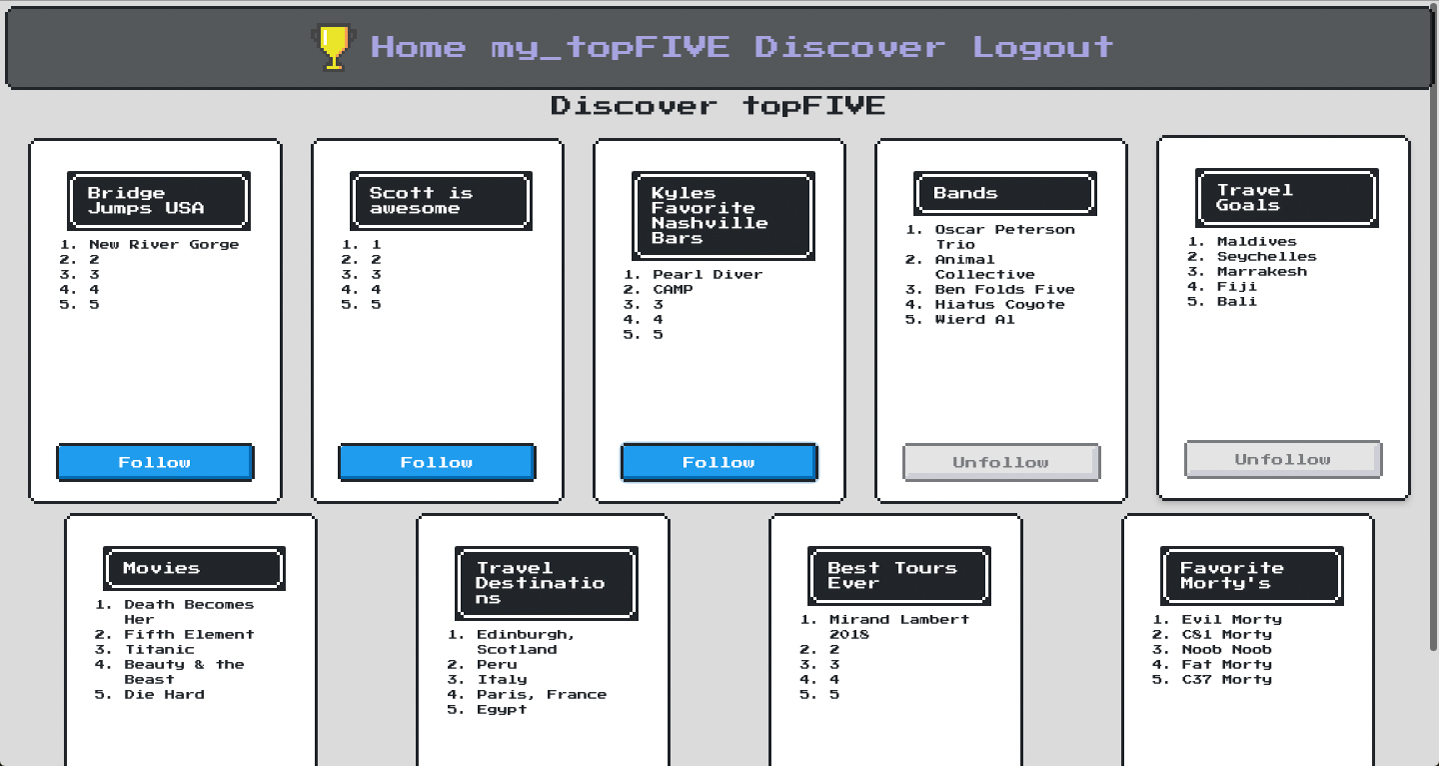 Home my_topFIVE Discover Logout
Discover topFIVE
Bridge
Jumps USA
1. New River Gorge
2. 2
3. 3
4. 4
5. 5
Follow
Scott is
awesome
1. 1
2. 2
3. 3
4. 4
5. 5
Follow
Kyles
Favorite
Nashville
Bars
1. Pearl Diver
2. CAMP
3. 3
4. 4
5. 5
Follow
Bands
1. Oscar Peterson
Trio
2. Animal
Collective
3. Ben Folds Five
4. Hiatus Coyote
5. Wierd Al
Unfollow
Travel
Goals
1. Maldives
2. Seychelles
3. Marrakesh
4. Fiji
5. Bali
Unfollow
Movies
1. Death Becomes
Her
2. Fifth Element
3. Titanic
4. Beauty & the
Beast
5. Die Hard
Travel
Destinatio
ns
1. Edinburgh,
Scotland
2. Peru
3. Italy
4. Paris, France
5. Egypt
Best Tours
Ever
1. Mirand Lambert
2018
2. 2
3. 3
4. 4
5. 5
Favorite
Morty's
1. Evil Morty
2. C81 Morty
3. Noob Noob
4. Fat Morty
5. C37 Morty